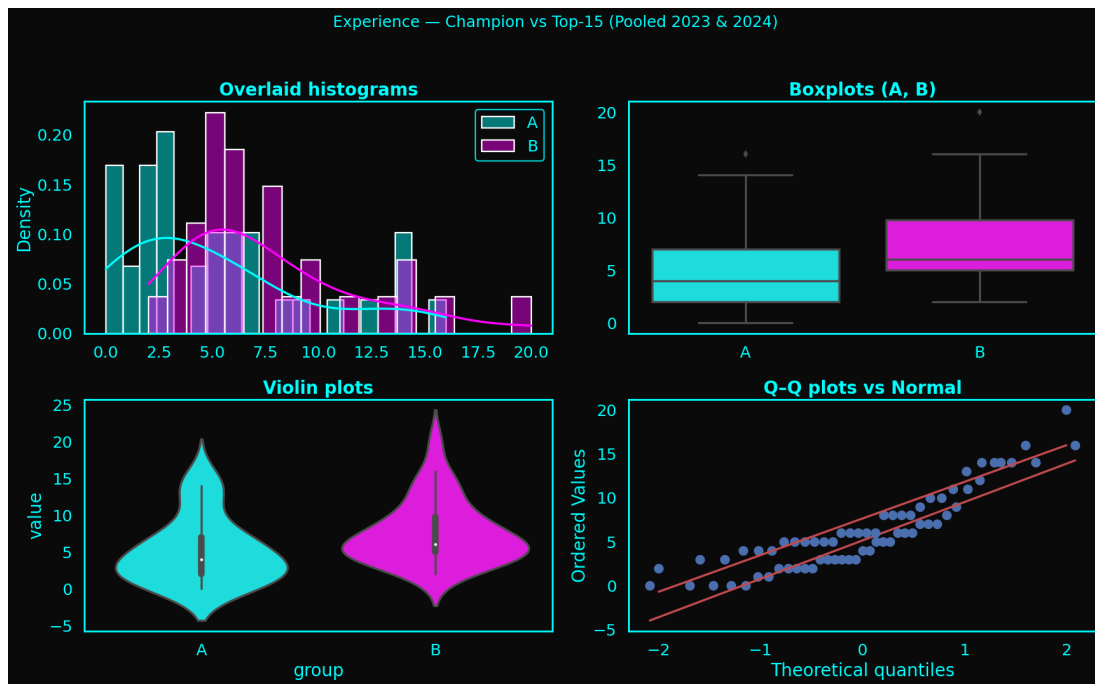 Experience — Champion vs Top-15 (Pooled 2023 & 2024)
Overlaid histograms
Density
0.20
0.15
0.10
0.05
0.00
0.0 2.5 5.0 7.5 10.0 12.5 15.0 17.5 20.0
A
B
Boxplots (A, B)
20
15
10
5
0
A B
Violin plots
value
25
20
15
10
5
0
−5
A B
group
Q–Q plots vs Normal
Ordered Values
20
15
10
5
0
−5
−2 −1 0 1 2
Theoretical quantiles